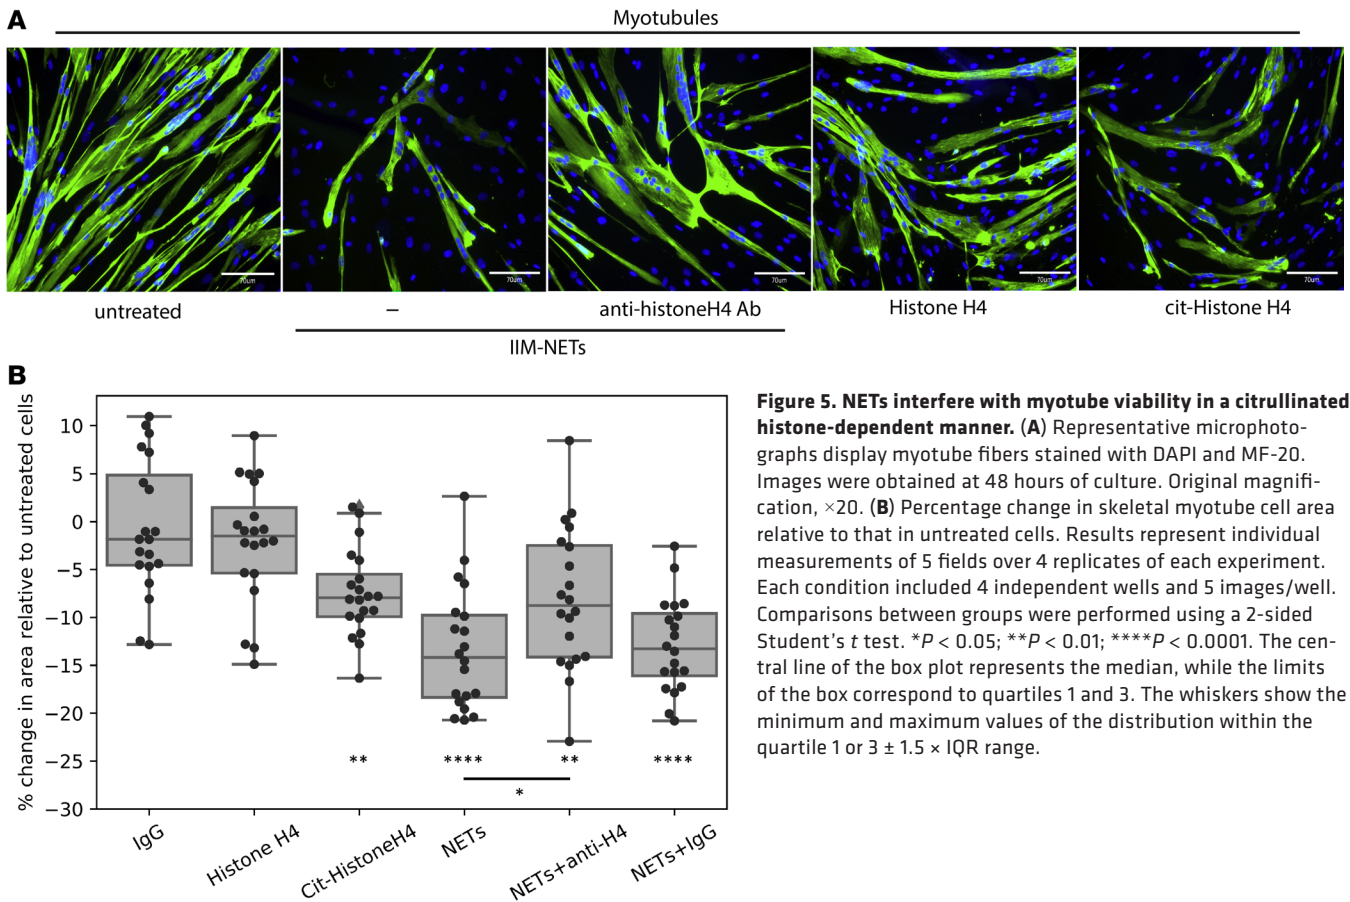 A
Myotubules
70um
70um
70um
70um
70um
untreated
–
anti-histoneH4 Ab
Histone H4
cit-Histone H4
IIM-NETs
B
% change in area relative to untreated cells
10
5
0
−5
−10
−15
−20
−25
−30
**
****
**
****
*
IgG
Histone H4
Cit-HistoneH4
NETs
NETs+anti-H4
NETs+IgG
Figure 5. NETs interfere with myotube viability in a citrullinated
histone-dependent manner. (A) Representative microphoto-
graphs display myotube fibers stained with DAPI and MF-20.
Images were obtained at 48 hours of culture. Original magnifi-
cation, ×20. (B) Percentage change in skeletal myotube cell area
relative to that in untreated cells. Results represent individual
measurements of 5 fields over 4 replicates of each experiment.
Each condition included 4 independent wells and 5 images/well.
Comparisons between groups were performed using a 2-sided
Student’s t test. *P < 0.05; **P < 0.01; ****P < 0.0001. The cen-
tral line of the box plot represents the median, while the limits
of the box correspond to quartiles 1 and 3. The whiskers show the
minimum and maximum values of the distribution within the
quartile 1 or 3 ± 1.5 × IQR range.